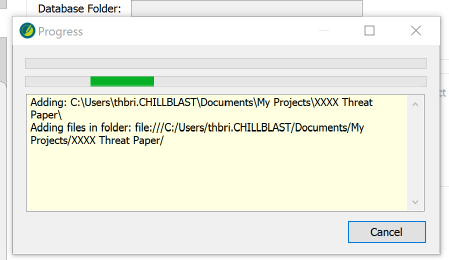 Database Folder:
Progress
Adding: C:\Users\thbri.CHILLBLAST\Documents\My Projects\XXXX Threat
Paper\
Adding files in folder: file:///C:/Users/thbri.CHILLBLAST/Documents/My
Projects/XXXX Threat Paper/
ct
Cancel